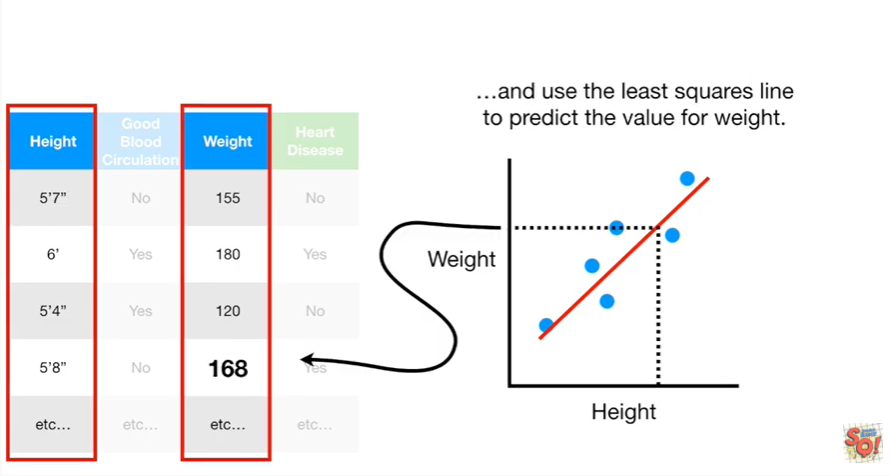 …and use the least squares line
to predict the value for weight.
Height
Good
Blood
Circulation
Weight
Heart
Disease
5’7”
No
155
No
6’
Yes
180
Yes
5’4”
Yes
120
No
5’8”
No
168
Yes
etc…
etc…
etc…
etc…
Weight
Height
SQ!